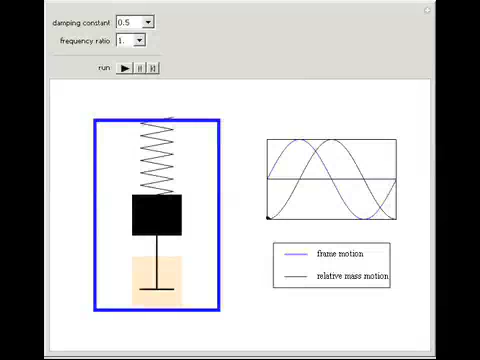 damping constant 0.5
frequency ratio 1.
run
frame motion
relative mass motion